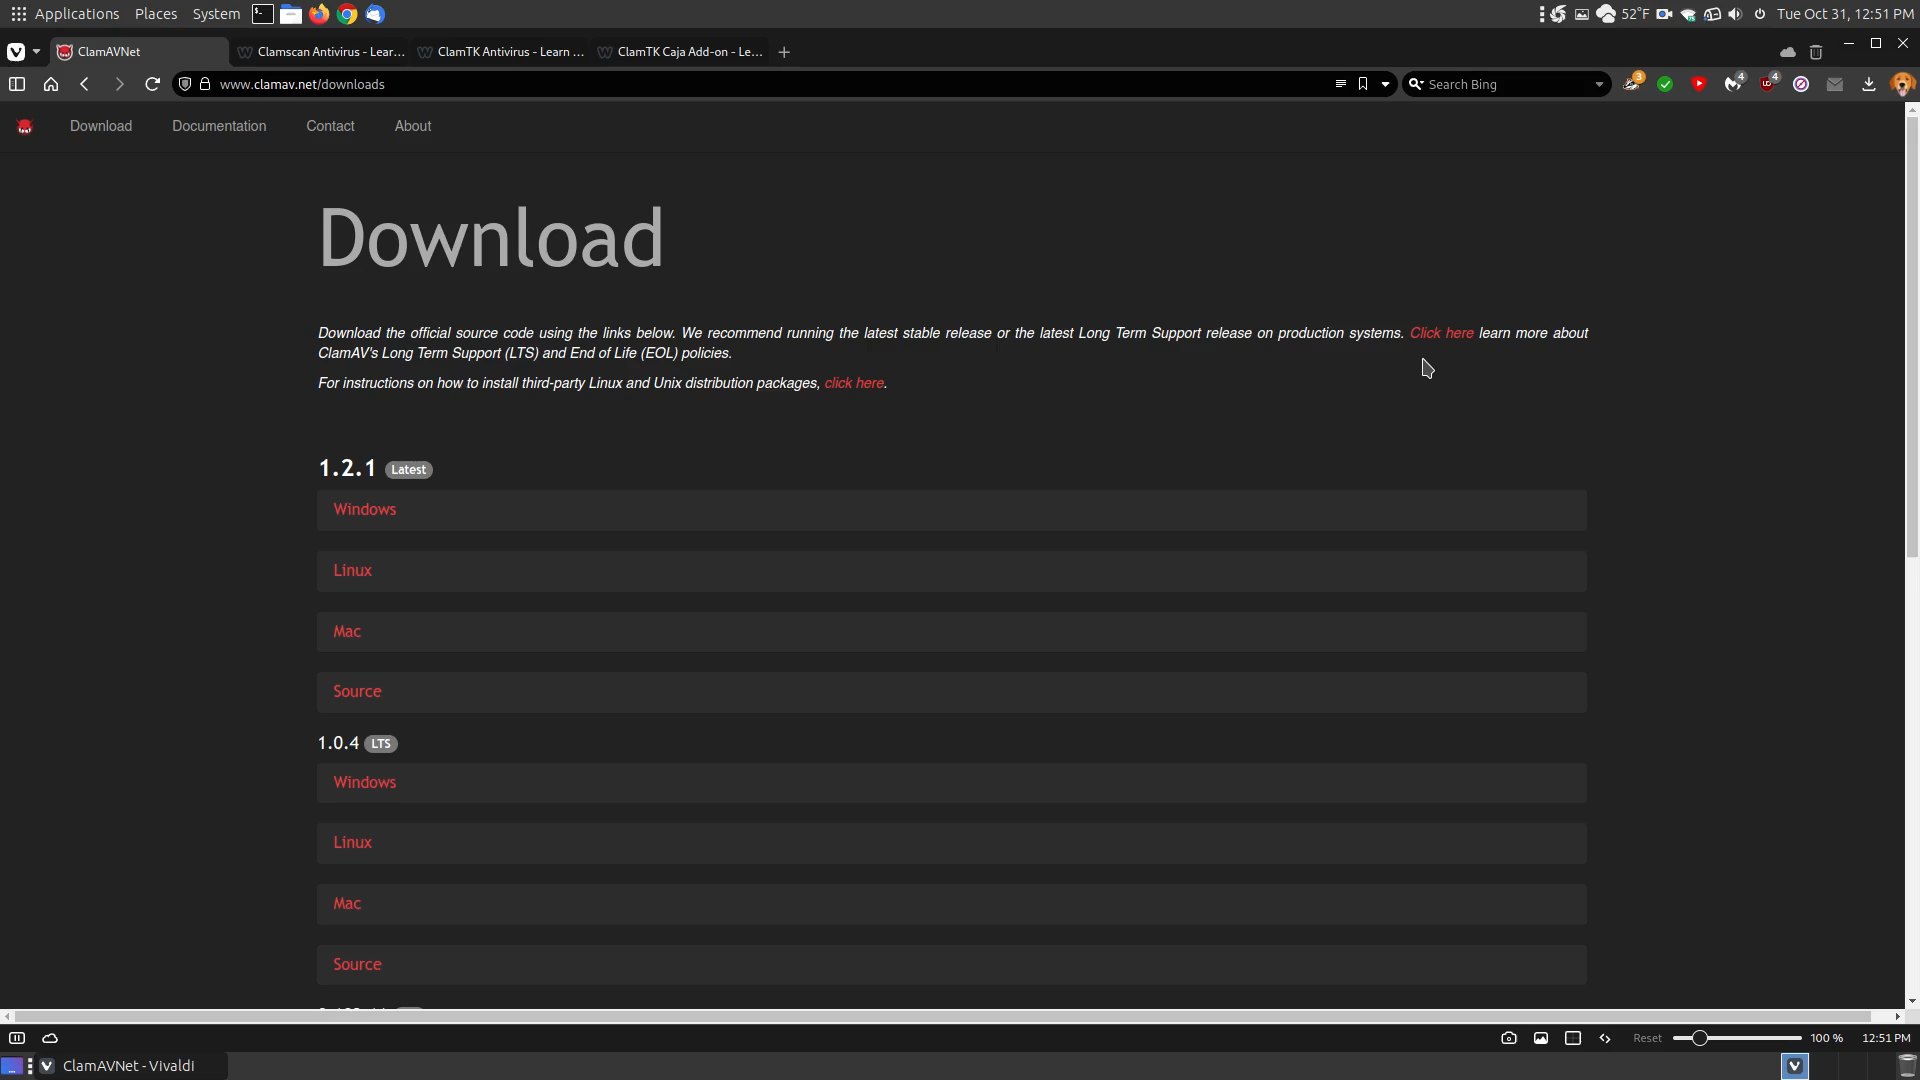 Applications Places System 52°F Tue Oct 31, 12:51 PM
ClamAVNet Clamscan Antivirus - Lear... ClamTK Antivirus - Learn ... ClamTK Caja Add-on - Le...
www.clamav.net/downloads Search Bing 3 4 4
Download Documentation Contact About
Download
Download the official source code using the links below. We recommend running the latest stable release or the latest Long Term Support release on production systems. Click here learn more about
ClamAV's Long Term Support (LTS) and End of Life (EOL) policies.
For instructions on how to install third-party Linux and Unix distribution packages, click here.
1.2.1 Latest
Windows
Linux
Mac
Source
1.0.4 LTS
Windows
Linux
Mac
Source
Reset 100 % 12:51 PM
ClamAVNet - Vivaldi